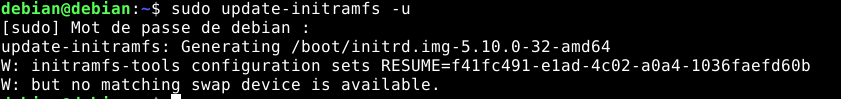 debian@debian:~$ sudo update-initramfs -u
[sudo] Mot de passe de debian :
update-initramfs: Generating /boot/initrd.img-5.10.0-32-amd64
W: initramfs-tools configuration sets RESUME=f41fc491-e1ad-4c02-a0a4-1036faefd60b
W: but no matching swap device is available.